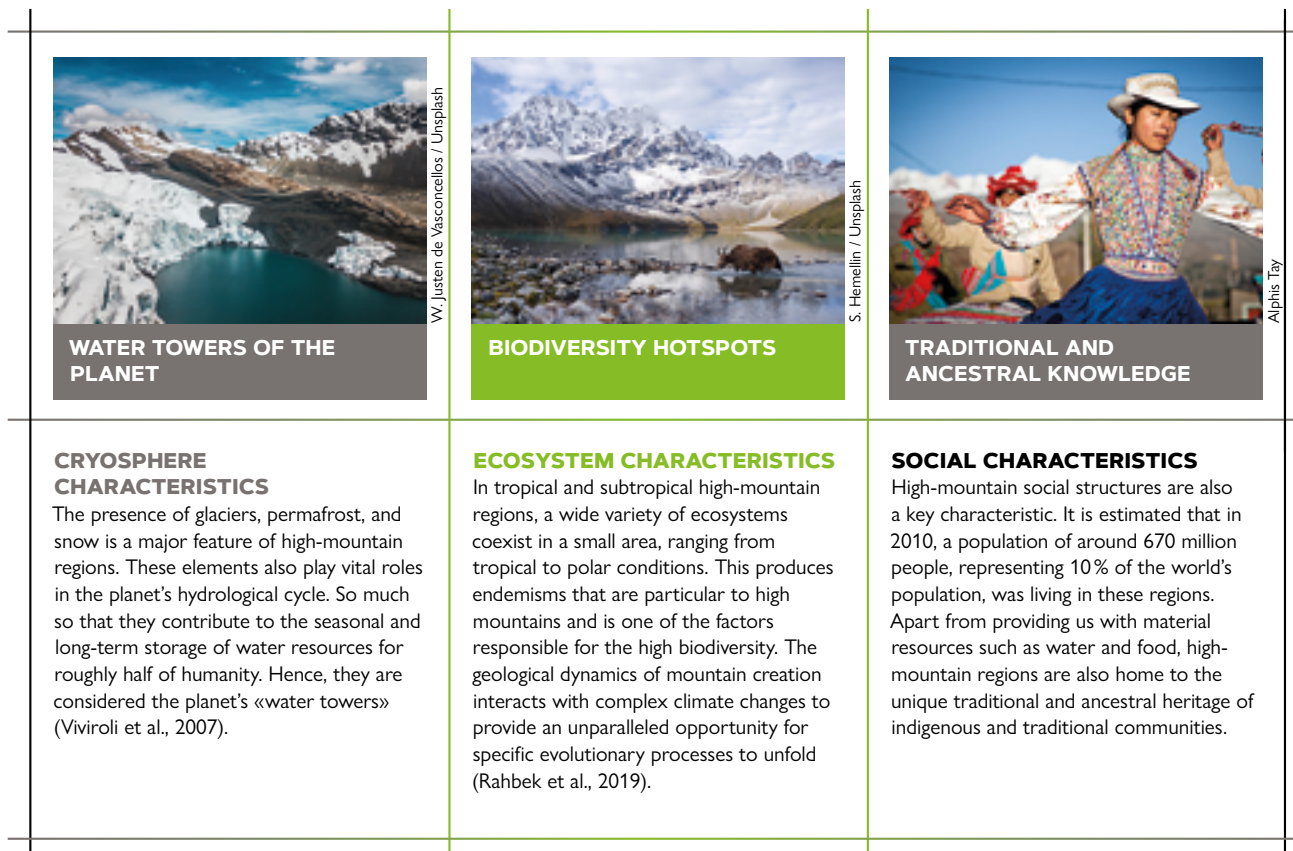 W. Justen de Vasconcellos / Unsplash
WATER TOWERS OF THE
PLANET
CRYOSPHERE
CHARACTERISTICS
The presence of glaciers, permafrost, and
snow is a major feature of high-mountain
regions. These elements also play vital roles
in the planet's hydrological cycle. So much
so that they contribute to the seasonal and
long-term storage of water resources for
roughly half of humanity. Hence, they are
considered the planet's «water towers»
(Viviroli et al., 2007).
S. Hemellin / Unsplash
BIODIVERSITY HOTSPOTS
ECOSYSTEM CHARACTERISTICS
In tropical and subtropical high-mountain
regions, a wide variety of ecosystems
coexist in a small area, ranging from
tropical to polar conditions. This produces
endemisms that are particular to high
mountains and is one of the factors
responsible for the high biodiversity. The
geological dynamics of mountain creation
interacts with complex climate changes to
provide an unparalleled opportunity for
specific evolutionary processes to unfold
(Rahbek et al., 2019).
Alphis Tay
TRADITIONAL AND
ANCESTRAL KNOWLEDGE
SOCIAL CHARACTERISTICS
High-mountain social structures are also
a key characteristic. It is estimated that in
2010, a population of around 670 million
people, representing 10 % of the world's
population, was living in these regions.
Apart from providing us with material
resources such as water and food, high-
mountain regions are also home to the
unique traditional and ancestral heritage of
indigenous and traditional communities.